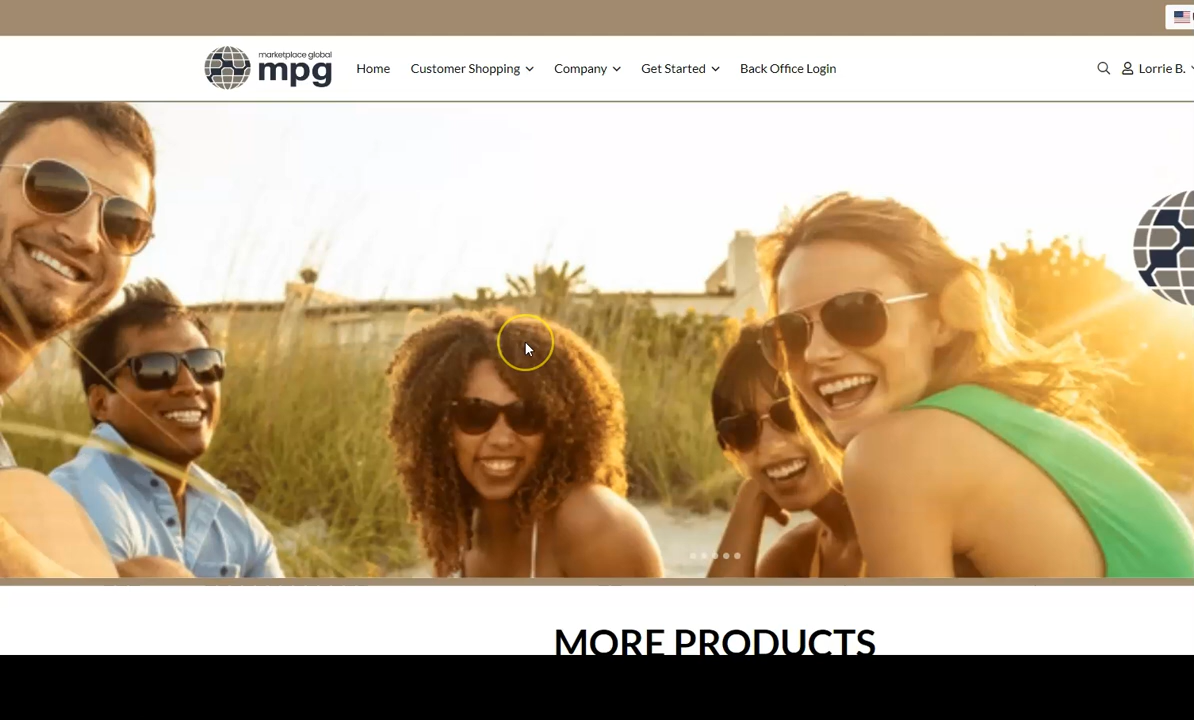 marketplace global
mpg
Home
Customer Shopping
Company
Get Started
Back Office Login
Lorrie B.
MORE PRODUCTS